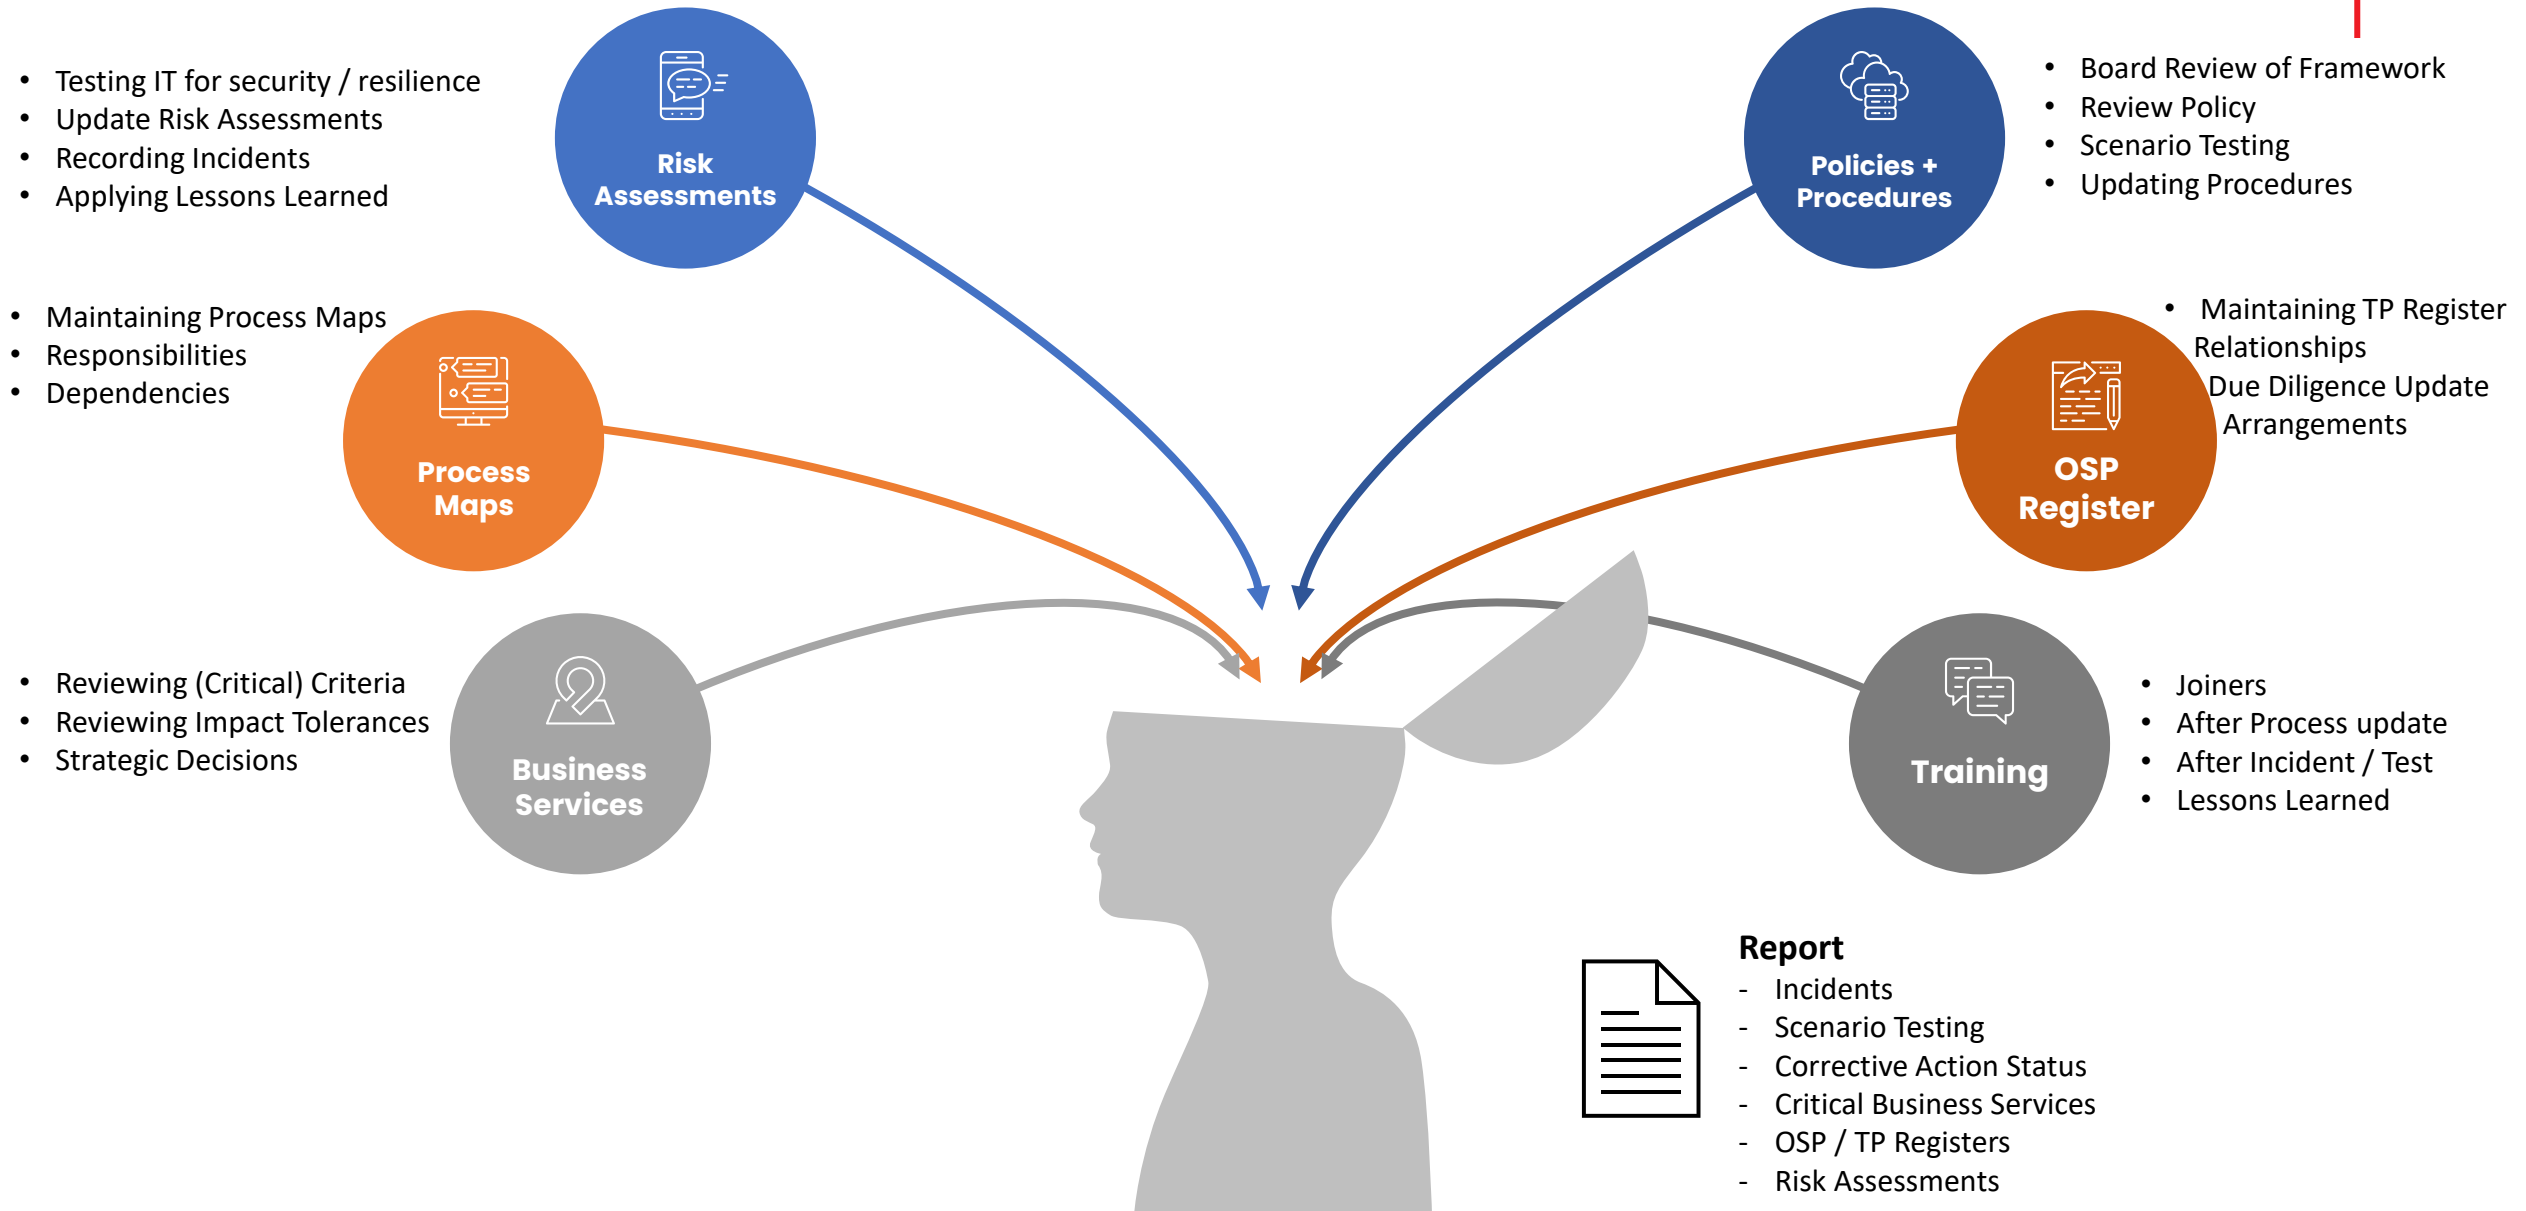 • Testing IT for security / resilience
• Update Risk Assessments
• Recording Incidents
• Applying Lessons Learned
Risk
Assessments
• Maintaining Process Maps
• Responsibilities
• Dependencies
Process
Maps
• Reviewing (Critical) Criteria
• Reviewing Impact Tolerances
• Strategic Decisions
Business
Services
Policies +
Procedures
• Board Review of Framework
• Review Policy
• Scenario Testing
• Updating Procedures
OSP
Register
• Maintaining TP Register
Relationships
Due Diligence Update
Arrangements
Training
• Joiners
• After Process update
• After Incident / Test
• Lessons Learned
Report
- Incidents
- Scenario Testing
- Corrective Action Status
- Critical Business Services
- OSP / TP Registers
- Risk Assessments